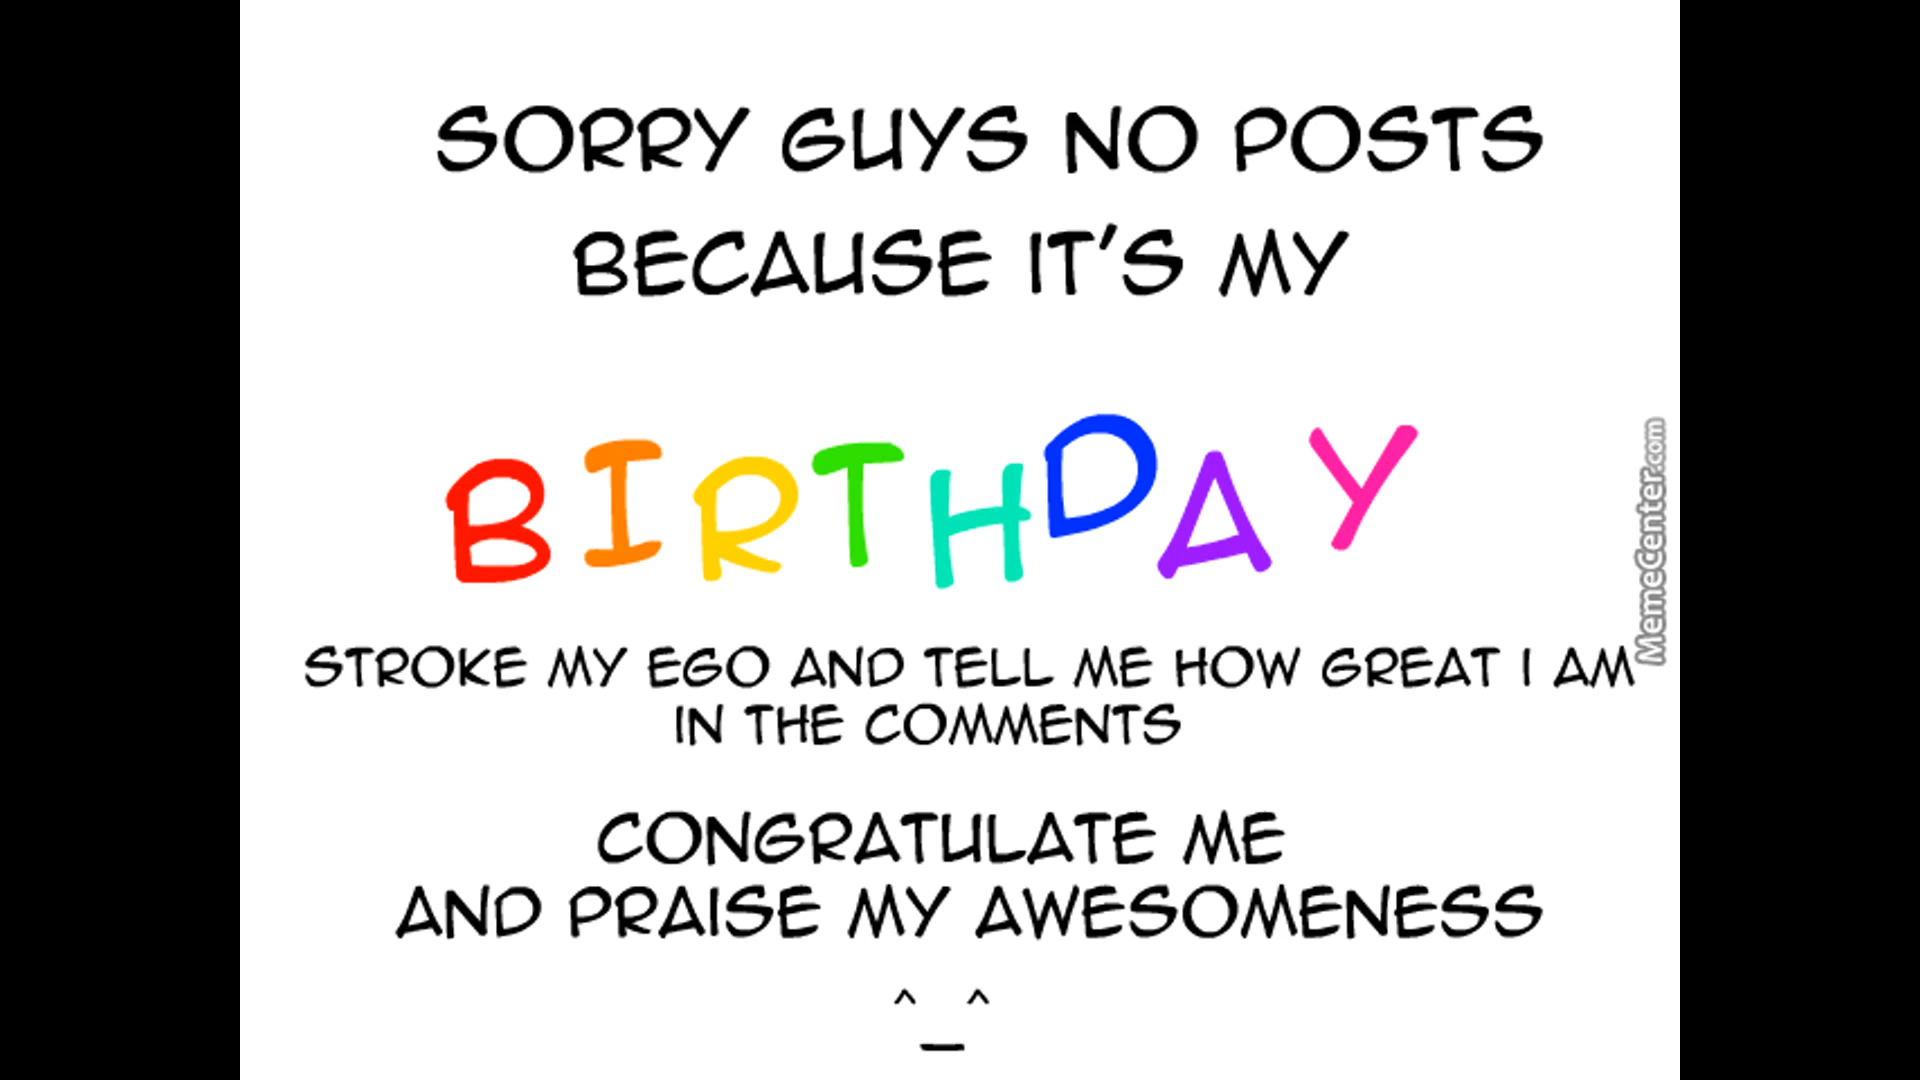 SORRY GUYS NO POSTS
BECAUSE IT'S MY
BIRTHDAY
STROKE MY EGO AND TELL ME HOW GREAT I AM
IN THE COMMENTS
CONGRATULATE ME
AND PRAISE MY AWESOMENESS
^_^
MemeCenter.com